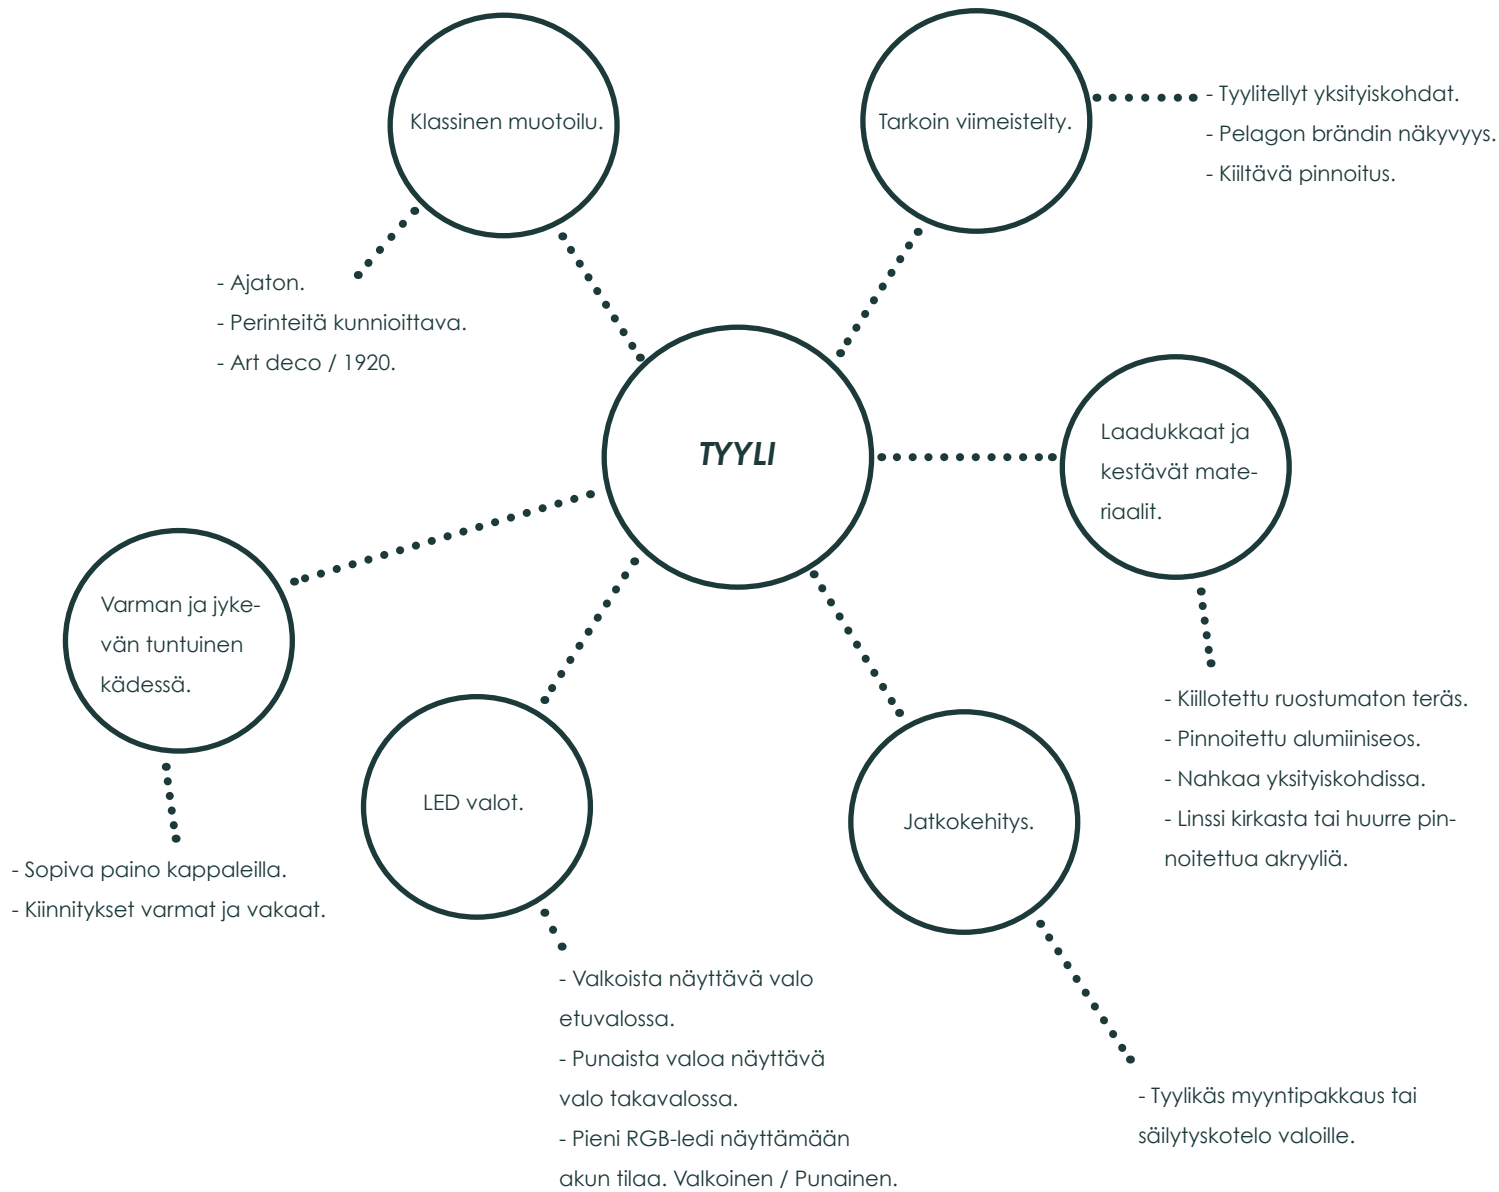 Klassinen muotoilu.
- Ajaton.
- Perinteitä kunnioittava.
- Art deco / 1920.
Tarkoin viimeistelty.
- Tyylitellyt yksityiskohdat.
- Pelagon brändin näkyvyys.
- Kiiltävä pinnoitus.
TYYLI
Laadukkaat ja
kestävät mate-
riaalit.
- Kiillotettu ruostumaton teräs.
- Pinnoitettu alumiiniseos.
- Nahkaa yksityiskohdissa.
- Linssi kirkasta tai huurre pin-
noitettua akryyliä.
Varman ja jyke-
vän tuntuinen
kädessä.
- Sopiva paino kappaleilla.
- Kiinnitykset varmat ja vakaat.
LED valot.
- Valkoista näyttävä valo
etuvalossa.
- Punaista valoa näyttävä
valo takavalossa.
- Pieni RGB-ledi näyttämään
akun tilaa. Valkoinen / Punainen.
Jatkokehitys.
- Tyylikäs myyntipakkaus tai
säilytyskotelo valoille.